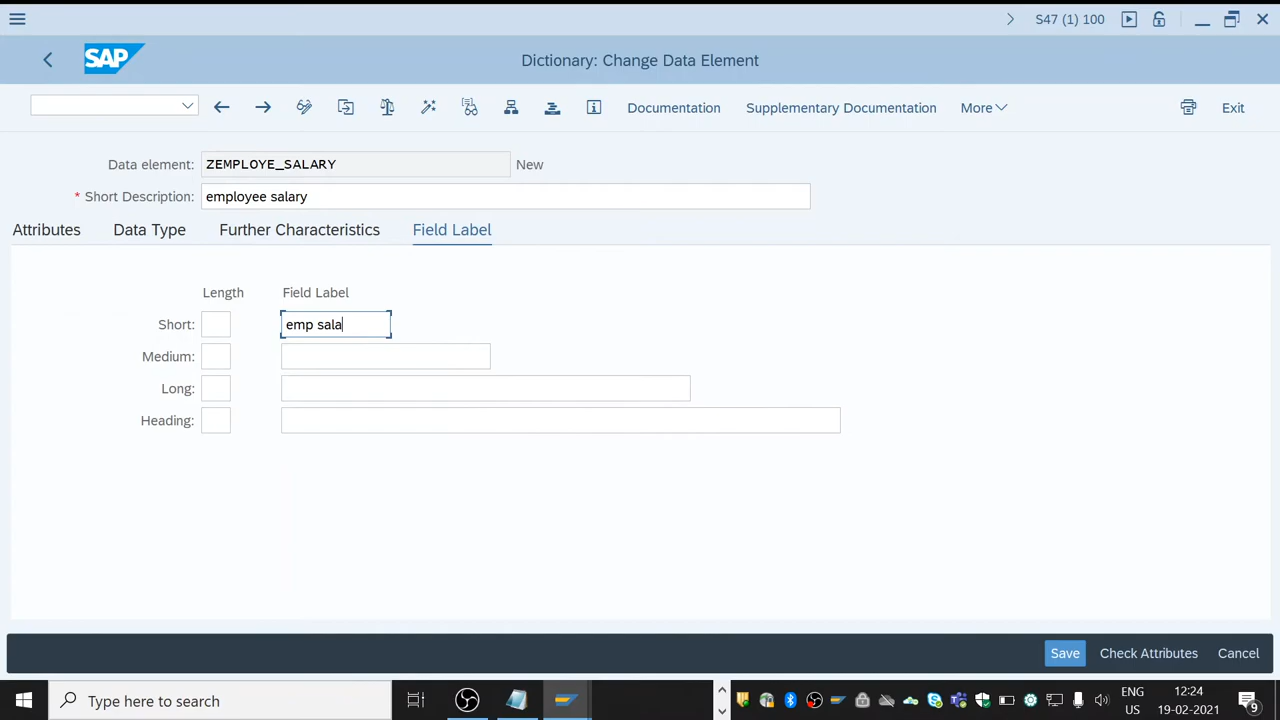 S47 (1) 100
SAP
Dictionary: Change Data Element
Documentation Supplementary Documentation More Exit
Data element: ZEMPLOYE_SALARY New
* Short Description: employee salary
Attributes Data Type Further Characteristics Field Label
Length Field Label
Short: emp sala
Medium:
Long:
Heading:
Save Check Attributes Cancel
Type here to search
ENG 12:24
US 19-02-2021
9